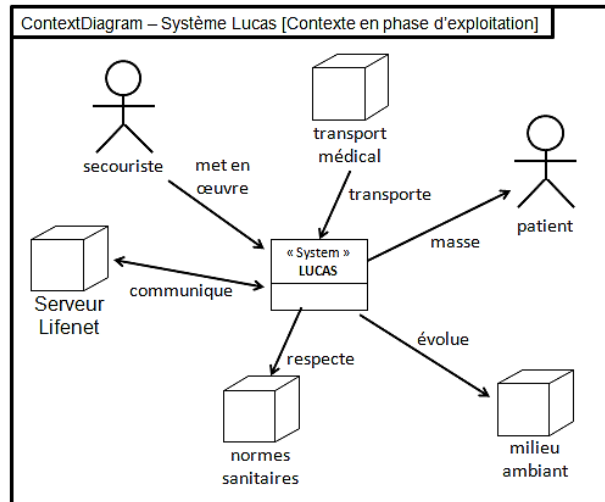 ContextDiagram – Système Lucas [Contexte en phase d'exploitation]
secouriste
met en
œuvre
transport
médical
transporte
patient
masse
« System »
LUCAS
communique
Serveur
Lifenet
respecte
évolue
normes
sanitaires
milieu
ambiant